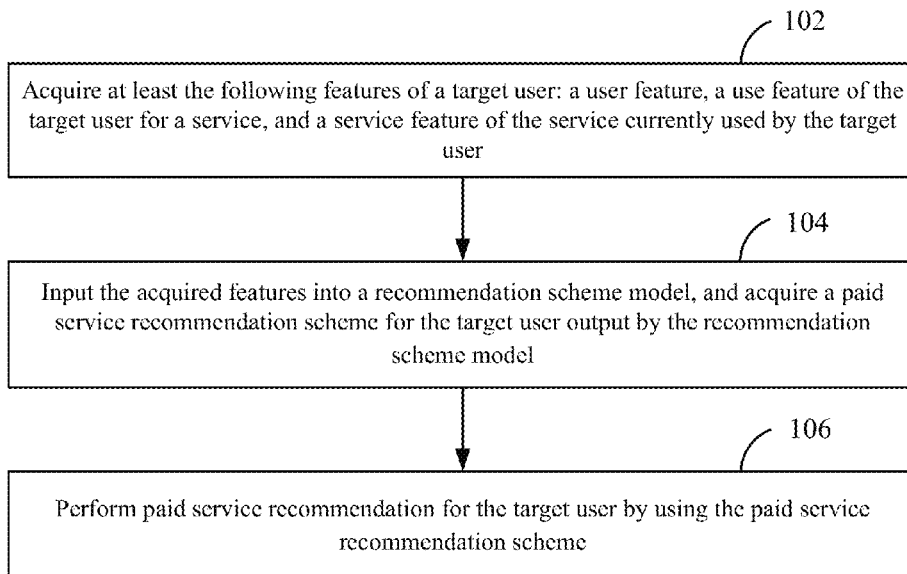 102
Acquire at least the following features of a target user: a user feature, a use feature of the
target user for a service, and a service feature of the service currently used by the target
user
104
Input the acquired features into a recommendation scheme model, and acquire a paid
service recommendation scheme for the target user output by the recommendation
scheme model
106
Perform paid service recommendation for the target user by using the paid service
recommendation scheme